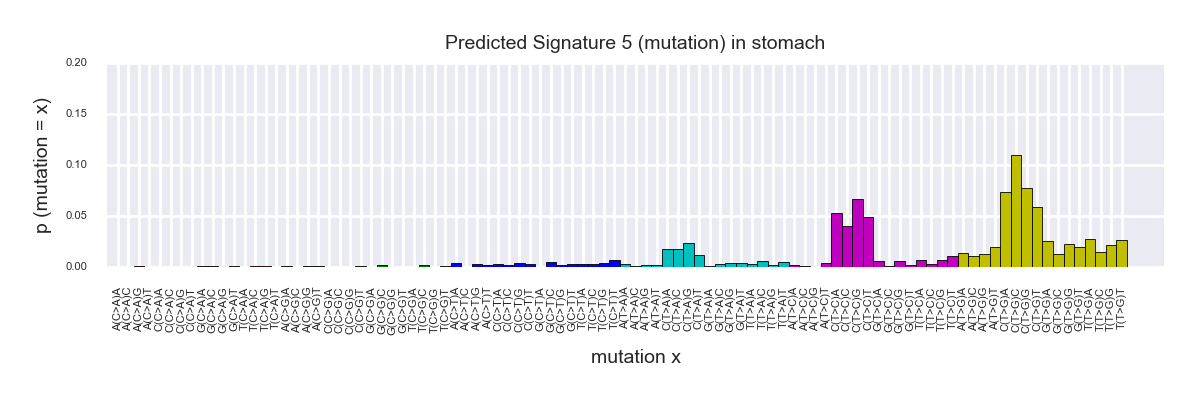 Predicted Signature 5 (mutation) in stomach
p (mutation = x)
0.20
0.15
0.10
0.05
0.00
A(C>A)A
A(C>A)C
A(C>A)G
A(C>A)T
C(C>A)A
C(C>A)C
C(C>A)G
C(C>A)T
G(C>A)A
G(C>A)C
G(C>A)G
G(C>A)T
T(C>A)A
T(C>A)C
T(C>A)G
T(C>A)T
A(C>G)A
A(C>G)C
A(C>G)G
A(C>G)T
C(C>G)A
C(C>G)C
C(C>G)G
C(C>G)T
G(C>G)A
G(C>G)C
G(C>G)G
G(C>G)T
T(C>G)A
T(C>G)C
T(C>G)G
T(C>G)T
A(C>T)A
A(C>T)C
A(C>T)G
A(C>T)T
C(C>T)A
C(C>T)C
C(C>T)G
C(C>T)T
G(C>T)A
G(C>T)C
G(C>T)G
G(C>T)T
T(C>T)A
T(C>T)C
T(C>T)G
T(C>T)T
A(T>A)A
A(T>A)C
A(T>A)G
A(T>A)T
C(T>A)A
C(T>A)C
C(T>A)G
C(T>A)T
G(T>A)A
G(T>A)C
G(T>A)G
G(T>A)T
T(T>A)A
T(T>A)C
T(T>A)G
T(T>A)T
A(T>C)A
A(T>C)C
A(T>C)G
A(T>C)T
C(T>C)A
C(T>C)C
C(T>C)G
C(T>C)T
G(T>C)A
G(T>C)C
G(T>C)G
G(T>C)T
T(T>C)A
T(T>C)C
T(T>C)G
T(T>C)T
A(T>G)A
A(T>G)C
A(T>G)G
A(T>G)T
C(T>G)A
C(T>G)C
C(T>G)G
C(T>G)T
G(T>G)A
G(T>G)C
G(T>G)G
G(T>G)T
T(T>G)A
T(T>G)C
T(T>G)G
T(T>G)T
mutation x